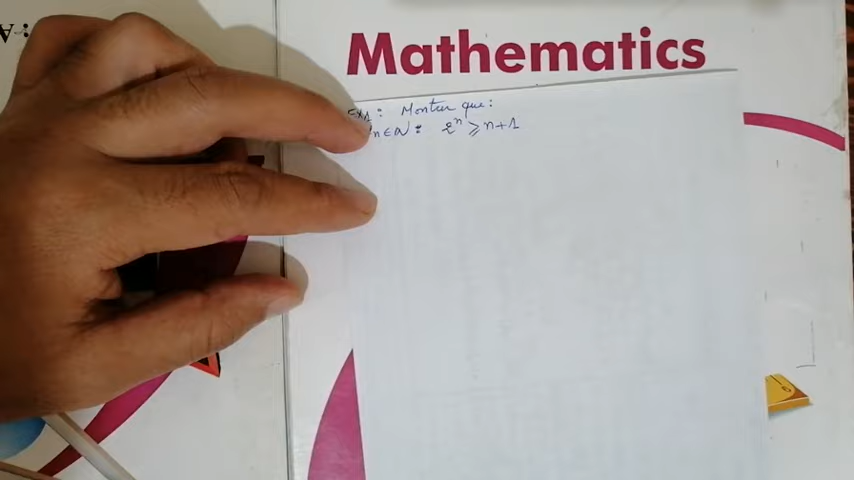 Mathematics
Ex1: Montrer que:
n∈N: 2ⁿ ⩾ n+1